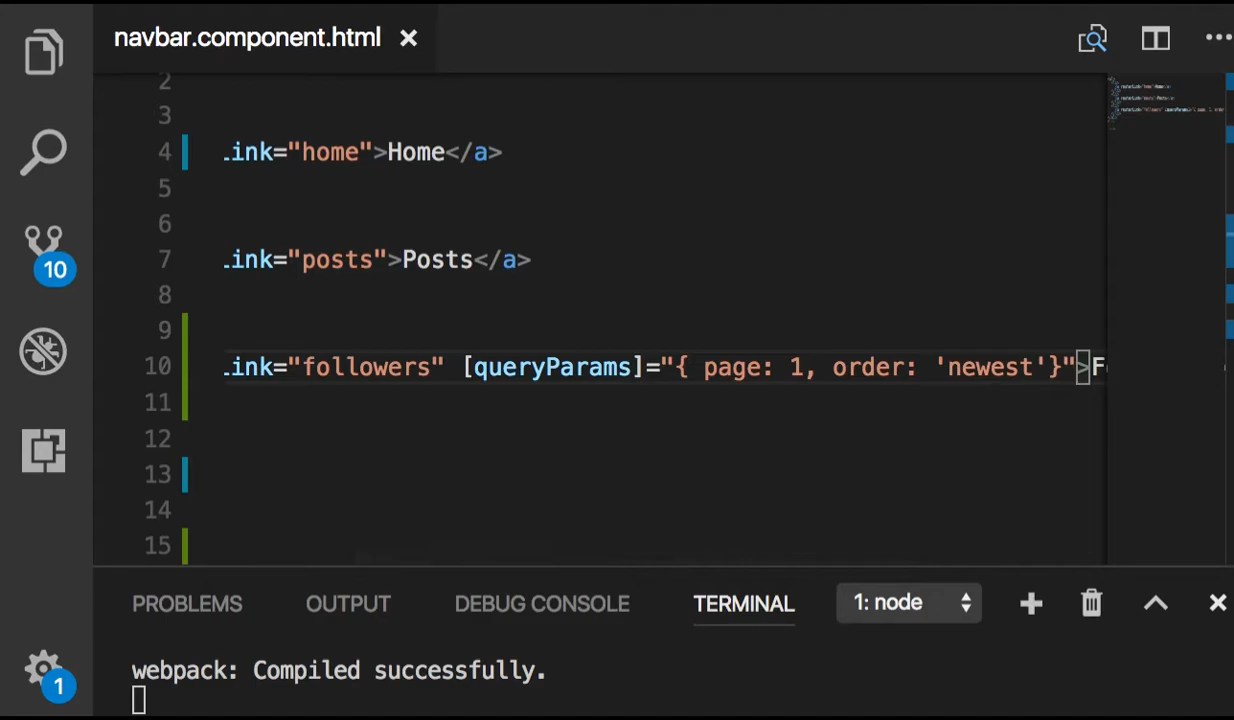 navbar.component.html
2
3
4 .ink="home">Home</a>
5
6
7 .ink="posts">Posts</a>
8
9
10 .ink="followers" [queryParams]="{ page: 1, order: 'newest'}">F
11
12
13
14
15
10
1
PROBLEMS OUTPUT DEBUG CONSOLE TERMINAL 1: node
webpack: Compiled successfully.